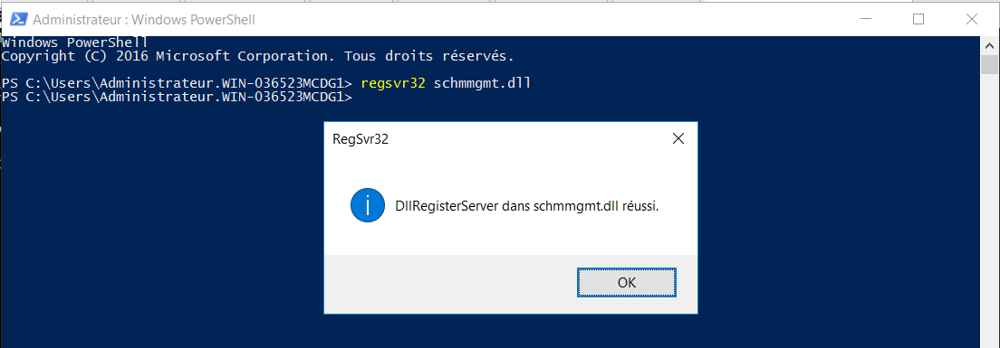 Administrateur : Windows PowerShell
Windows PowerShell
Copyright (C) 2016 Microsoft Corporation. Tous droits réservés.
PS C:\Users\Administrateur.WIN-036523MCDG1> regsvr32 schmmgmt.dll
PS C:\Users\Administrateur.WIN-036523MCDG1>
RegSvr32
DllRegisterServer dans schmmgmt.dll réussi.
OK